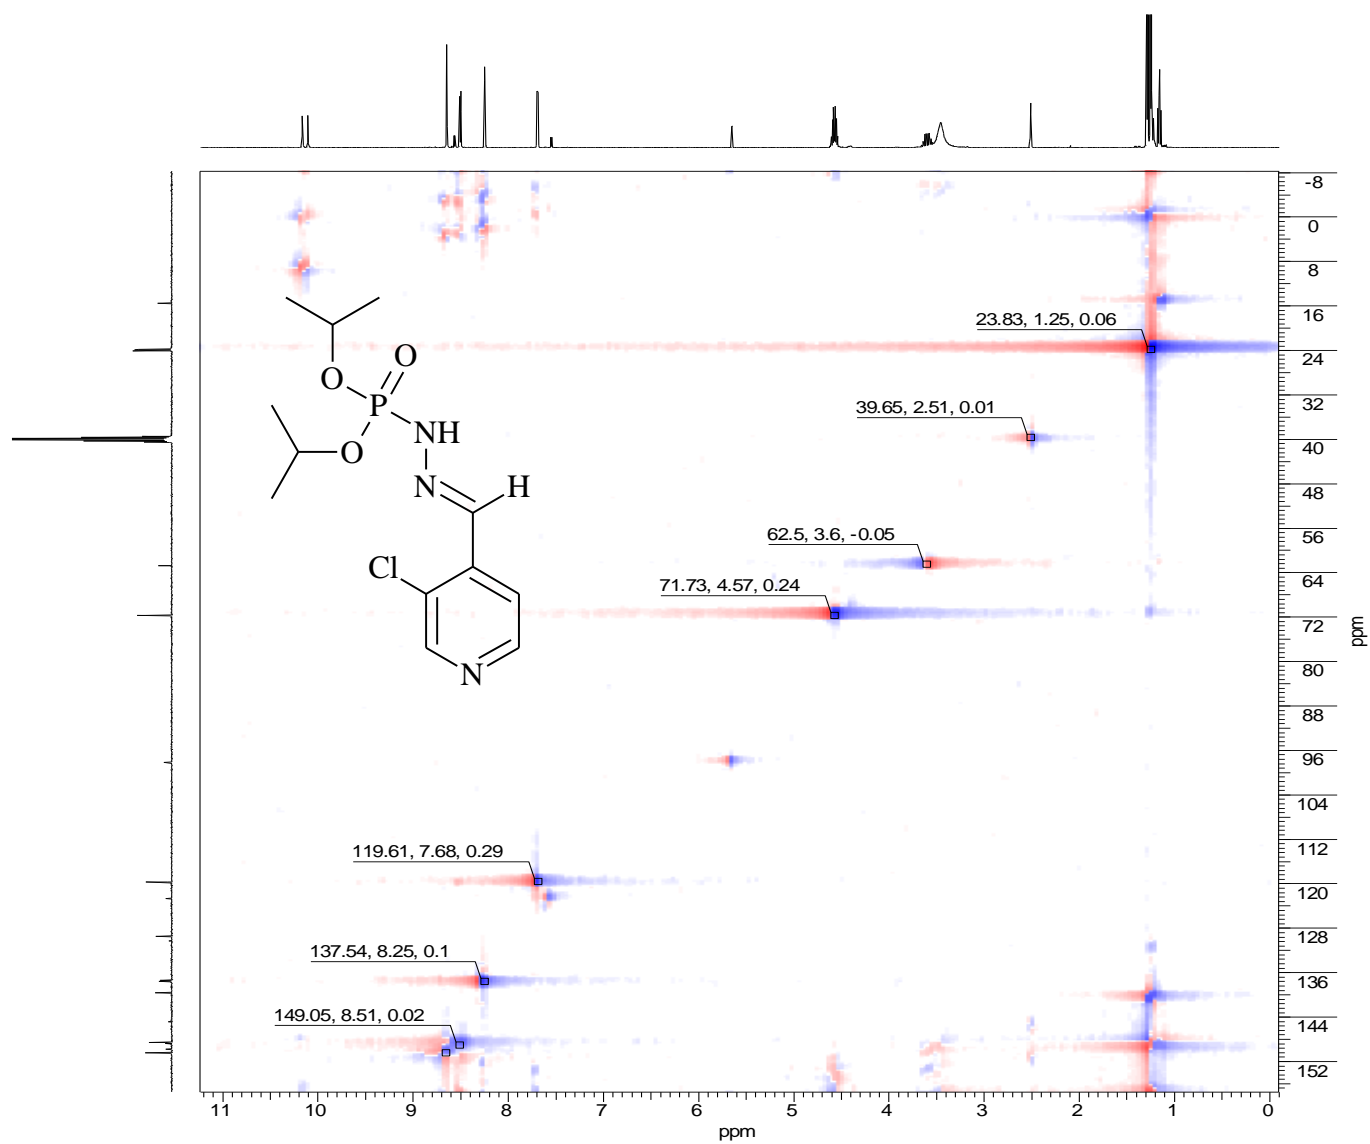 -8
0
8
16
23.83, 1.25, 0.06
24
32
39.65, 2.51, 0.01
40
48
56
62.5, 3.6, -0.05
64
71.73, 4.57, 0.24
72
80
88
96
104
112
119.61, 7.68, 0.29
120
128
137.54, 8.25, 0.1
136
144
149.05, 8.51, 0.02
152
ppm
O
O
P
NH
O
N
H
Cl
N
11 10 9 8 7 6 5 4 3 2 1 0
ppm